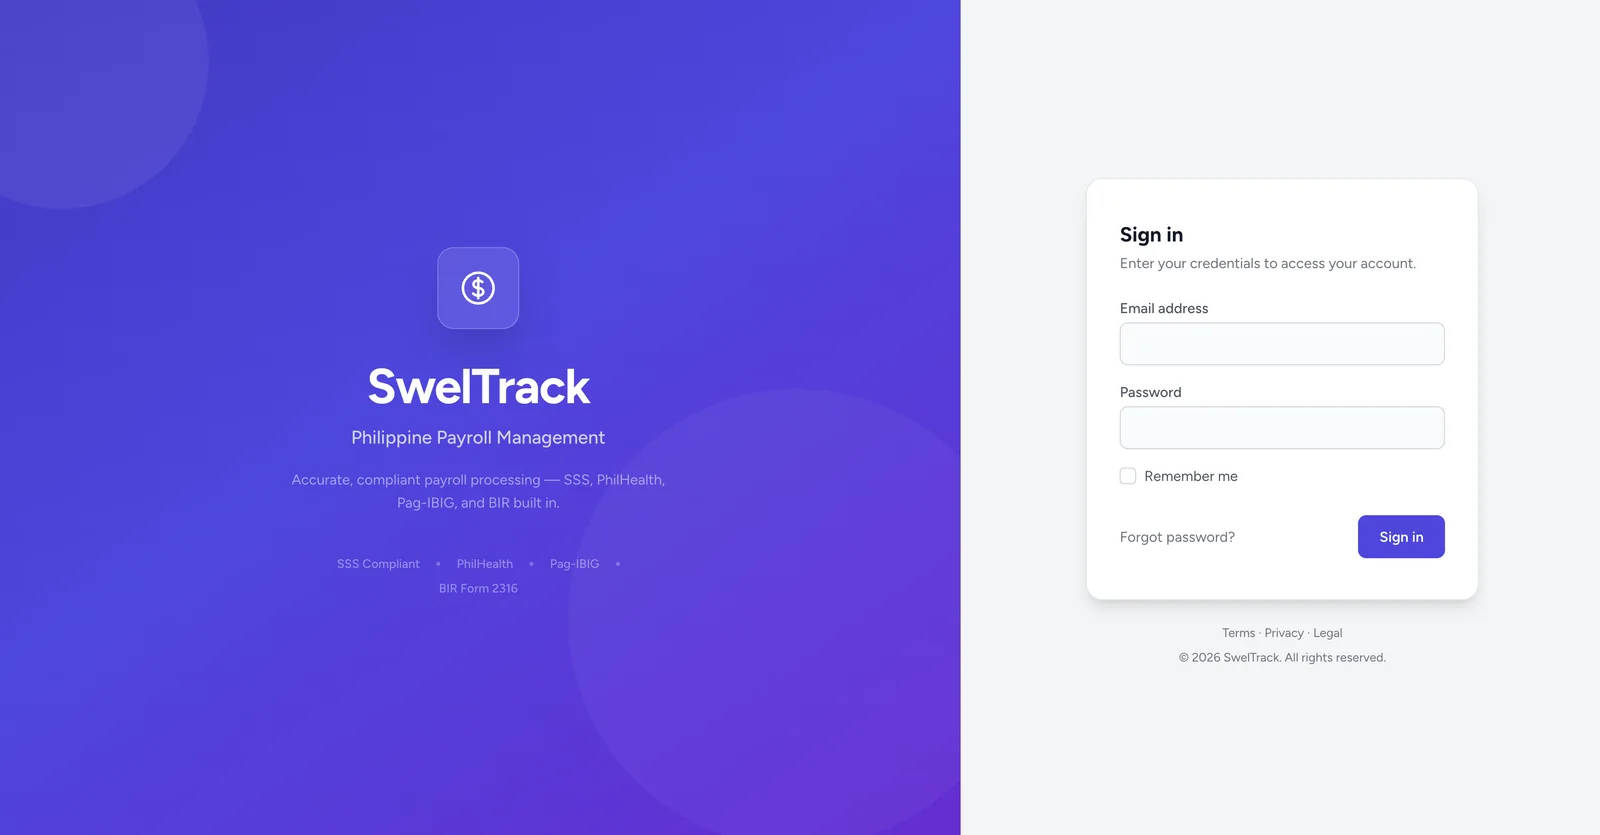 $
SwelTrack
Philippine Payroll Management
Accurate, compliant payroll processing — SSS, PhilHealth,
Pag-IBIG, and BIR built in.
SSS Compliant • PhilHealth • Pag-IBIG •
BIR Form 2316
Sign in
Enter your credentials to access your account.
Email address
Password
Remember me
Forgot password?
Sign in
Terms · Privacy · Legal
© 2026 SwelTrack. All rights reserved.